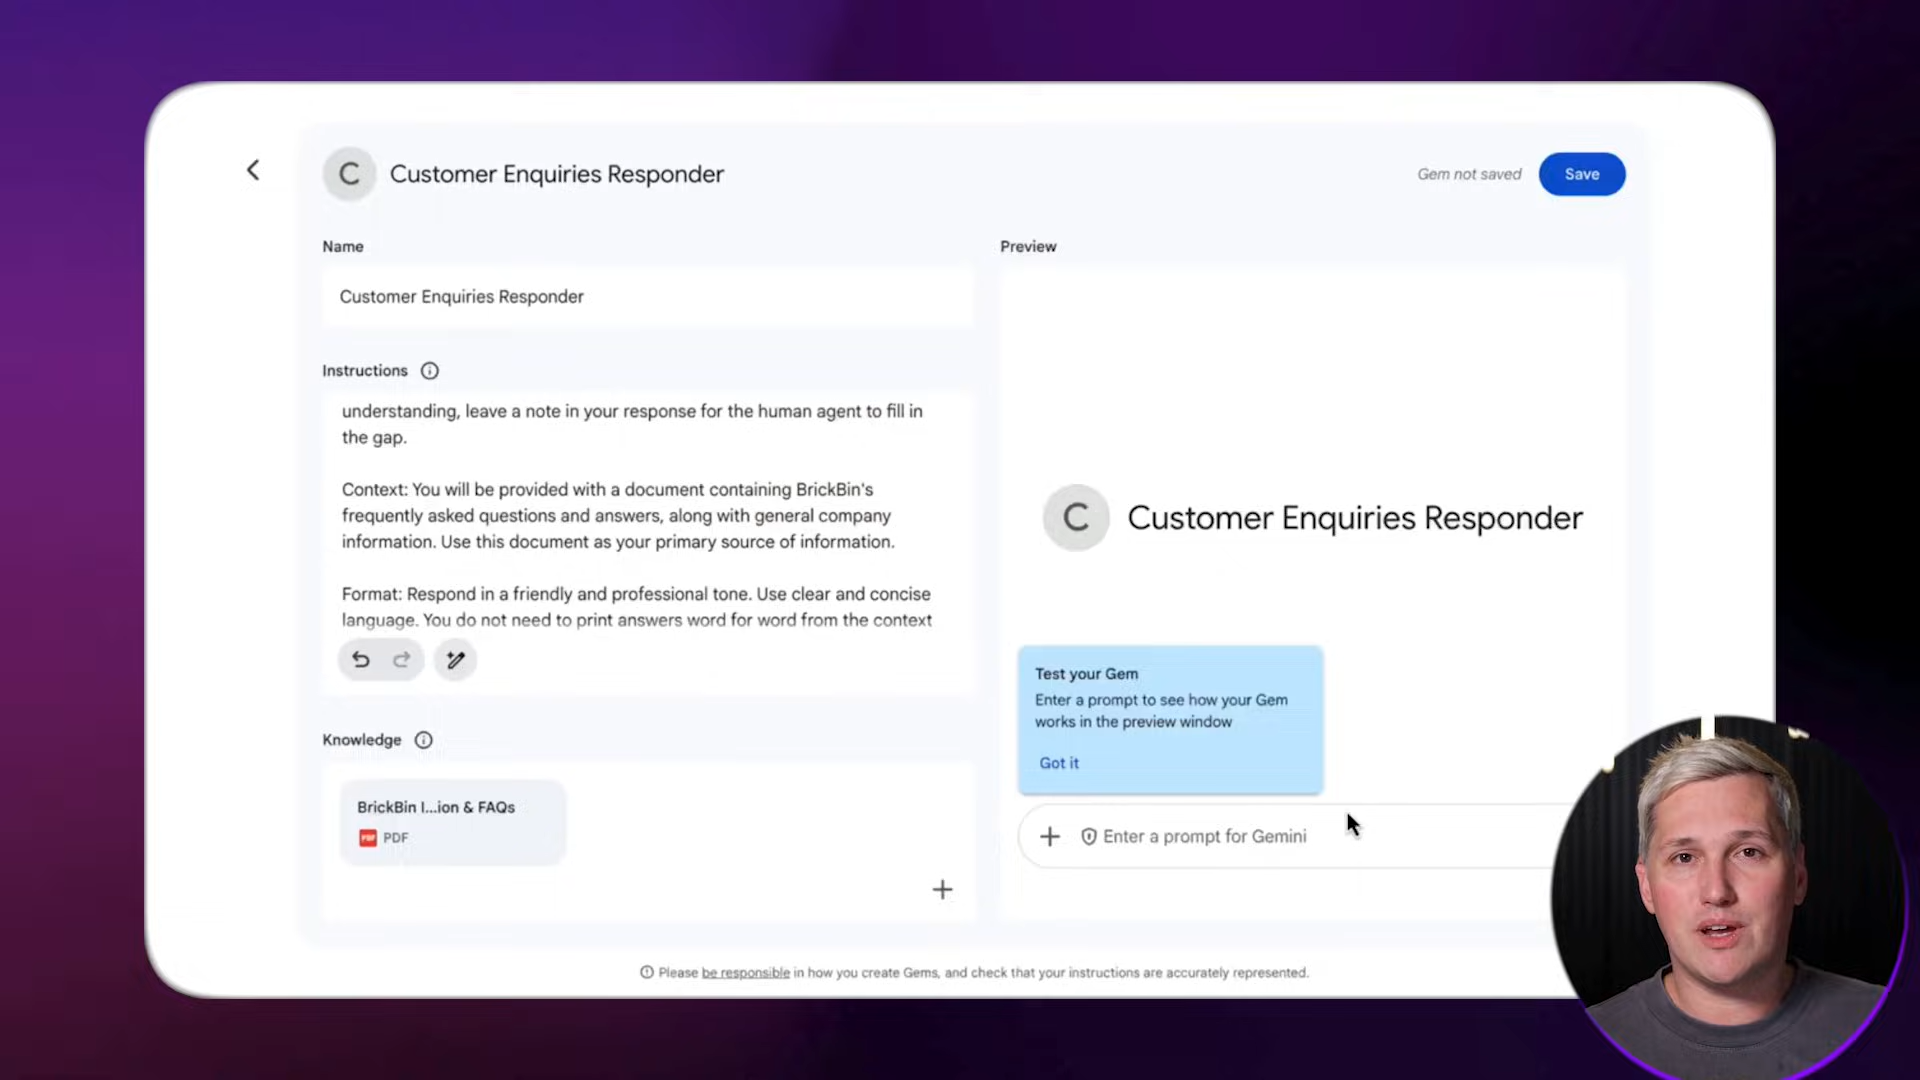 C
Customer Enquiries Responder
Gem not saved
Save
Name
Customer Enquiries Responder
Instructions
understanding, leave a note in your response for the human agent to fill in
the gap.
Context: You will be provided with a document containing BrickBin's
frequently asked questions and answers, along with general company
information. Use this document as your primary source of information.
Format: Respond in a friendly and professional tone. Use clear and concise
language. You do not need to print answers word for word from the context
Knowledge
BrickBin I...ion & FAQs
PDF
PDF
Preview
C
Customer Enquiries Responder
Test your Gem
Enter a prompt to see how your Gem
works in the preview window
Got it
Enter a prompt for Gemini
Please be responsible in how you create Gems, and check that your instructions are accurately represented.